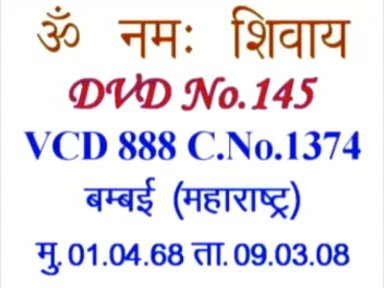 ॐ नमः शिवाय
DVD No.145
VCD 888 C.No.1374
बम्बई (महाराष्ट्र)
मु. 01.04.68 ता. 09.03.08